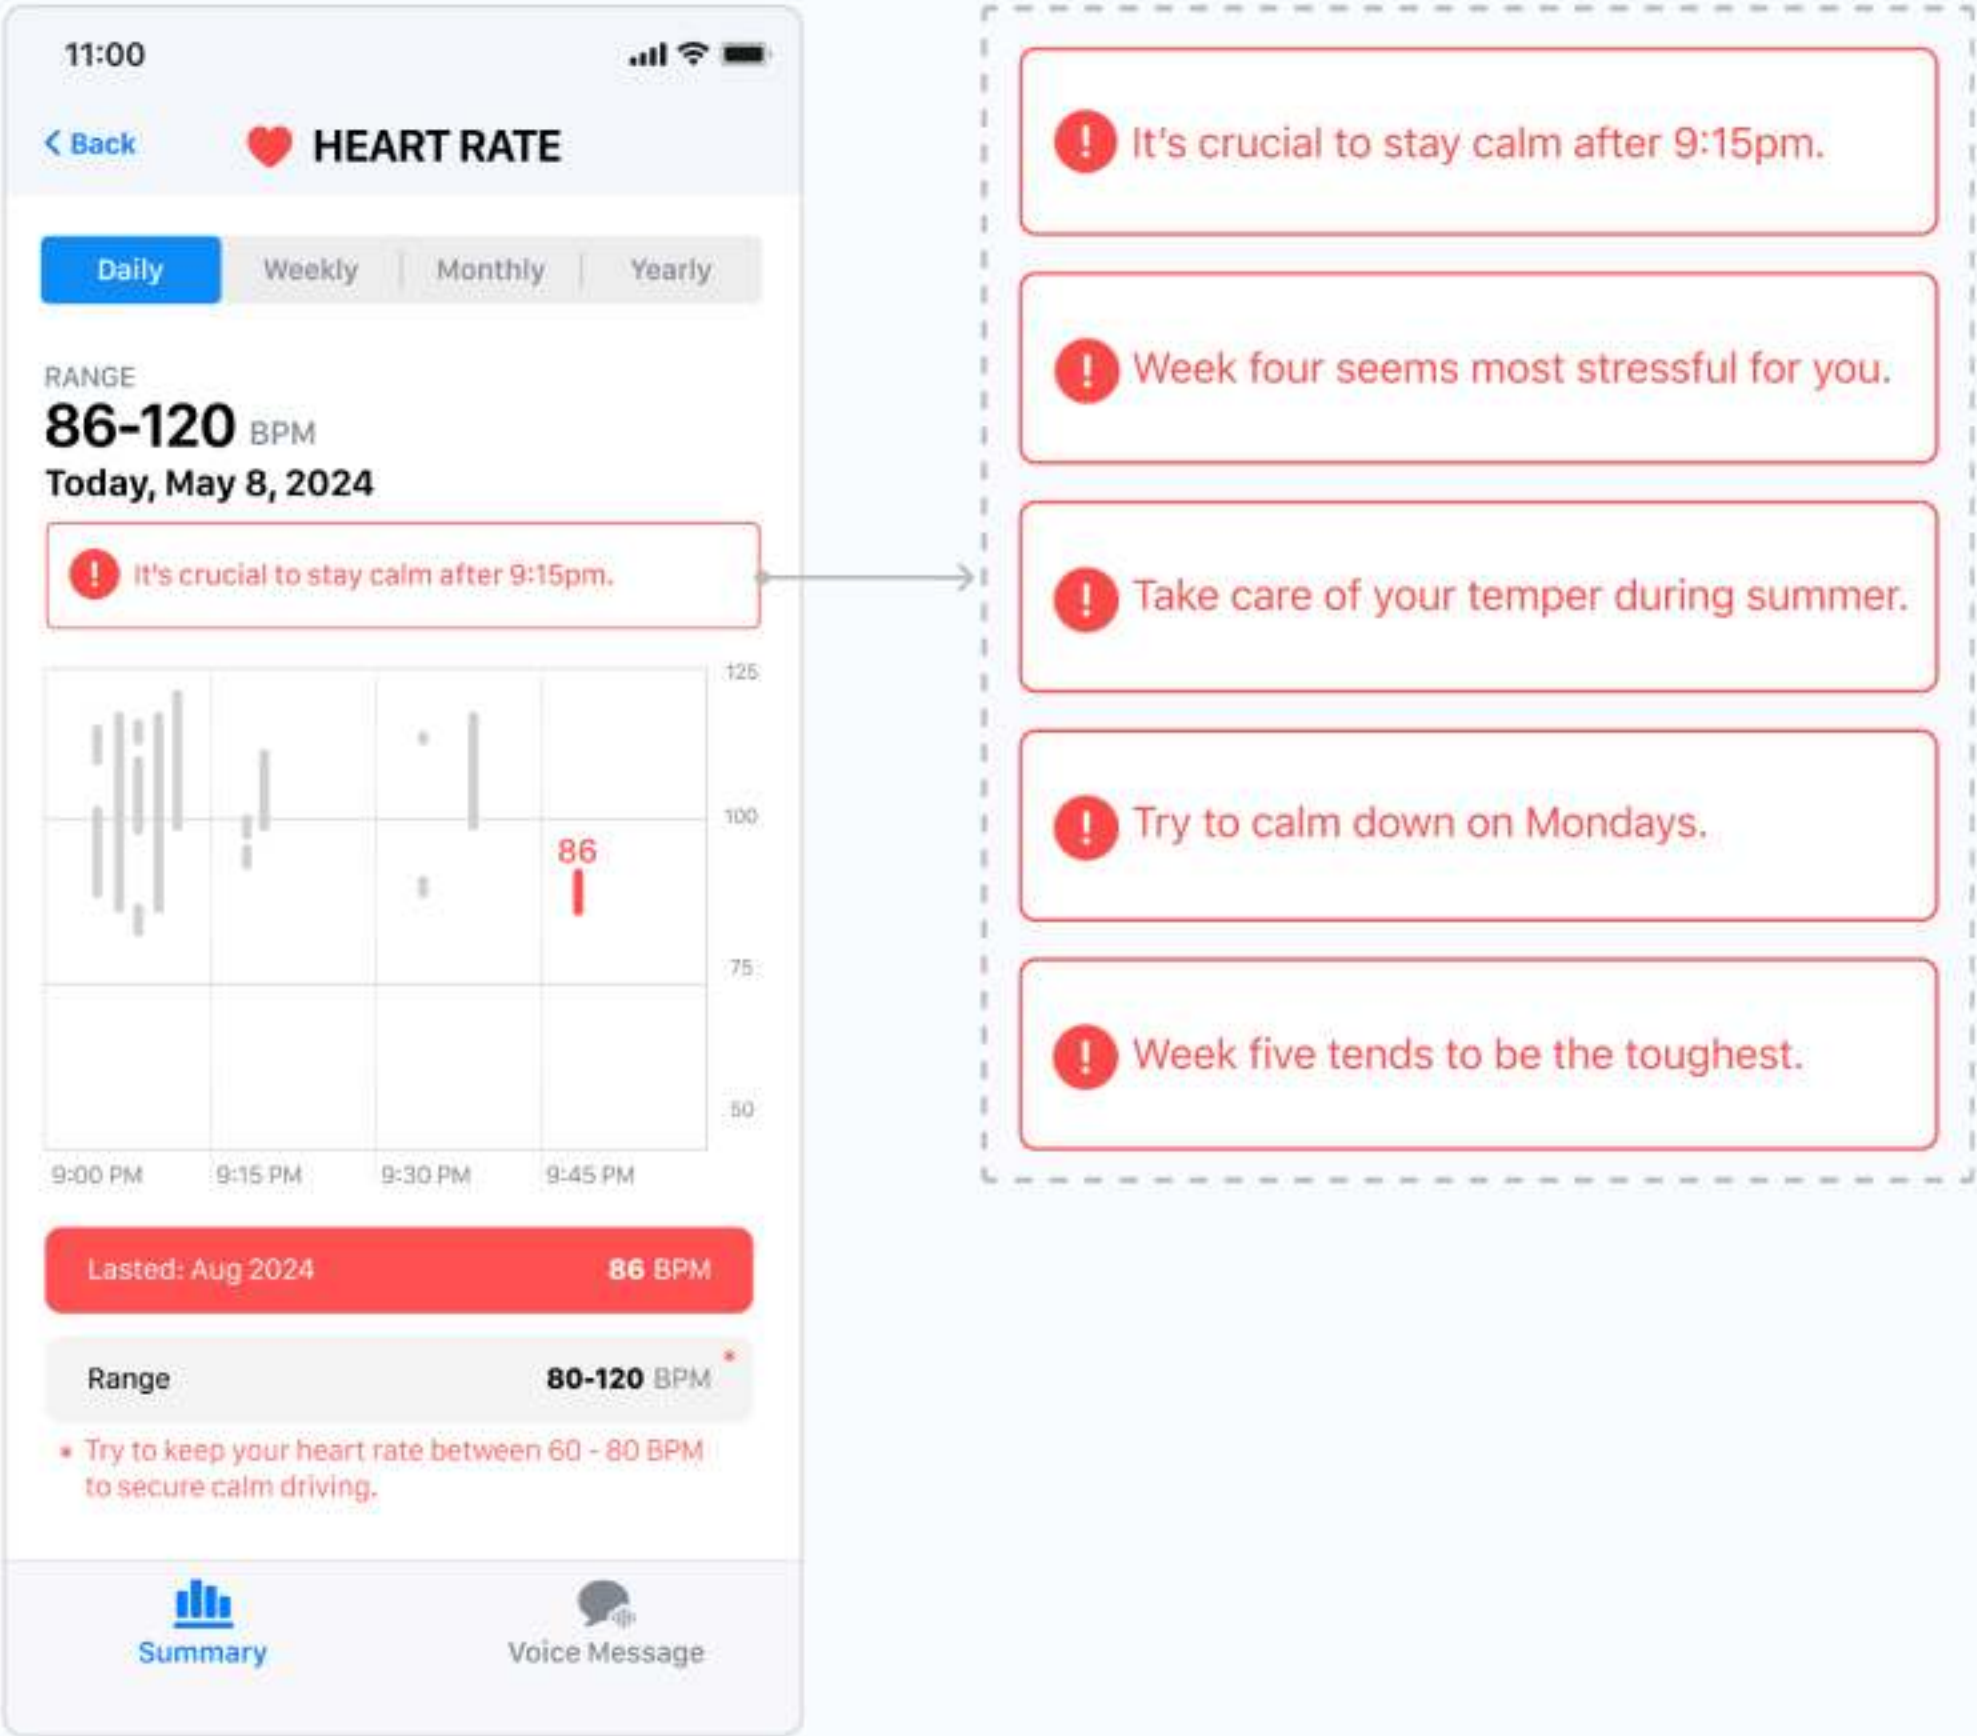 11:00
Back
HEART RATE
Daily Weekly Monthly Yearly
RANGE
86-120 BPM
Today, May 8, 2024
It's crucial to stay calm after 9:15pm.
125
100
86
75
50
9:00 PM 9:15 PM 9:30 PM 9:45 PM
Lasted: Aug 2024 86 BPM
Range 80-120 BPM *
* Try to keep your heart rate between 60 - 80 BPM
to secure calm driving.
Summary Voice Message
It's crucial to stay calm after 9:15pm.
Week four seems most stressful for you.
Take care of your temper during summer.
Try to calm down on Mondays.
Week five tends to be the toughest.